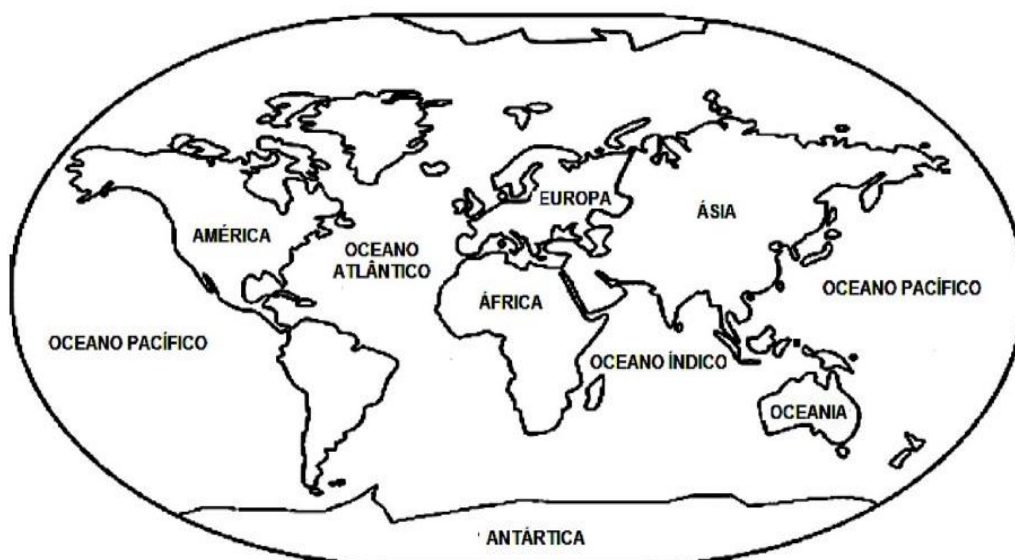 EUROPA
ÁSIA
AMÉRICA
OCEANO
ATLÂNTICO
OCEANO PACÍFICO
ÁFRICA
OCEANO PACÍFICO
OCEANO ÍNDICO
OCEANIA
ANTÁRTICA